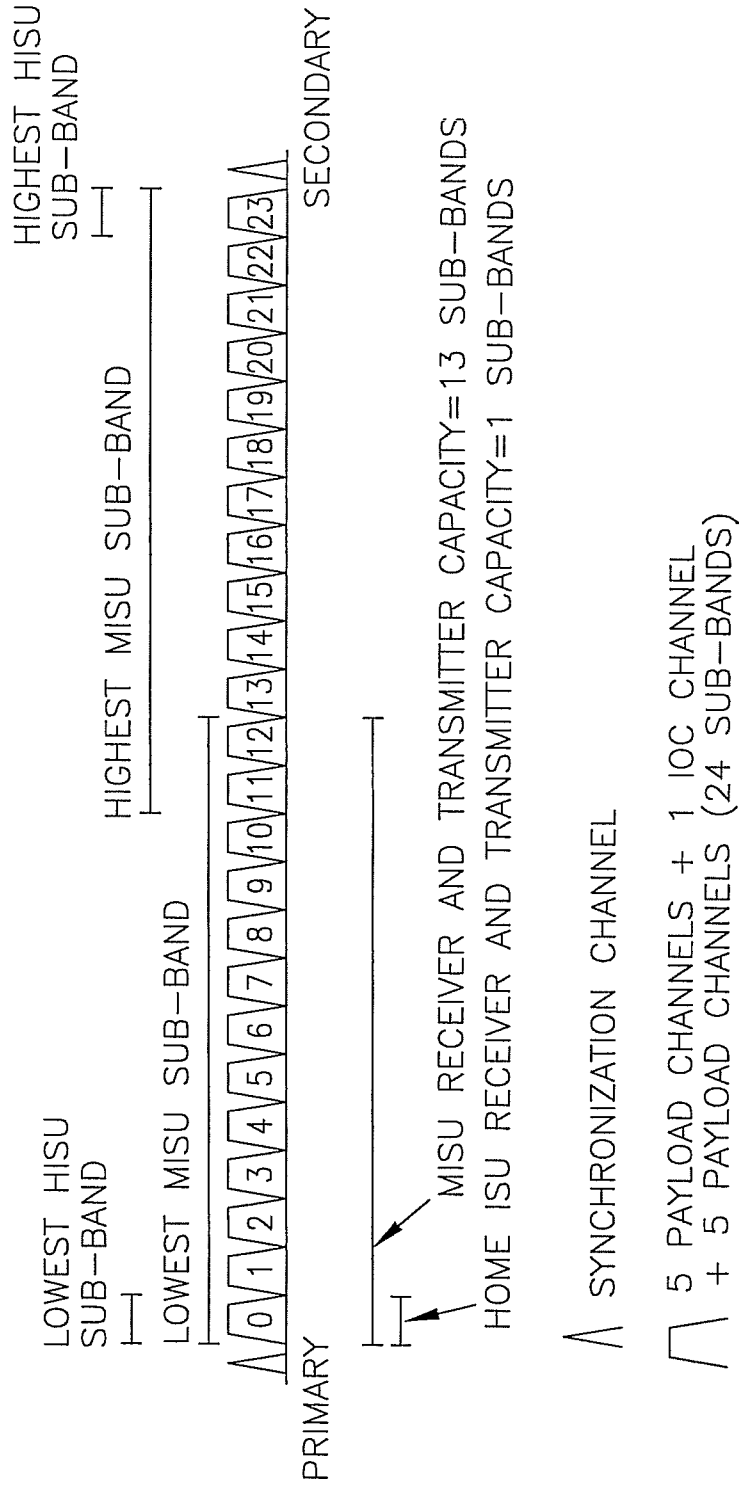 LOWEST HISU
SUB-BAND
HIGHEST HISU
SUB-BAND
HIGHEST MISU SUB-BAND
LOWEST MISU SUB-BAND
0 1 2 3 4 5 6 7 8 9 10 11 12 13 14 15 16 17 18 19 20 21 22 23
PRIMARY
SECONDARY
MISU RECEIVER AND TRANSMITTER CAPACITY=13 SUB-BANDS
HOME ISU RECEIVER AND TRANSMITTER CAPACITY=1 SUB-BANDS
SYNCHRONIZATION CHANNEL
5 PAYLOAD CHANNELS + 1 IOC CHANNEL
+ 5 PAYLOAD CHANNELS (24 SUB-BANDS)